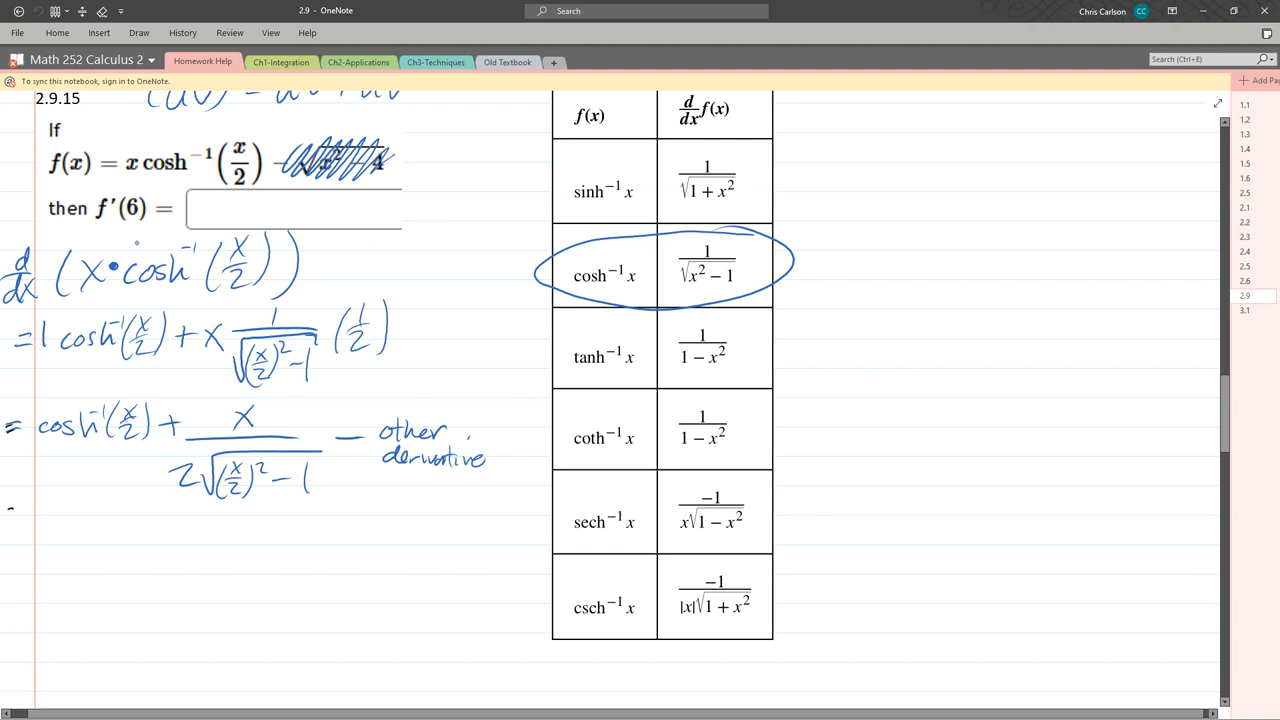 2.9 - OneNote
Search
Chris Carlson CC
File Home Insert Draw History Review View Help
Math 252 Calculus 2
Homework Help Ch1-Integration Ch2-Applications Ch3-Techniques Old Textbook +
Search (Ctrl+E)
To sync this notebook, sign in to OneNote.
Add Pag
2.9.15
If
f(x) = x cosh⁻¹(x/2) − √x² − 4
then f′(6) =
d/dx (x • cosh⁻¹(x/2))
= 1 cosh⁻¹(x/2) + x 1/√((x/2)² − 1) (1/2)
= cosh⁻¹(x/2) + x/(2√((x/2)² − 1)) − other derivative
f(x) d/dx f(x)
sinh⁻¹ x 1/√(1 + x²)
cosh⁻¹ x 1/√(x² − 1)
tanh⁻¹ x 1/(1 − x²)
coth⁻¹ x 1/(1 − x²)
sech⁻¹ x −1/(x√(1 − x²))
csch⁻¹ x −1/(|x|√(1 + x²))
1.1
1.2
1.3
1.4
1.5
1.6
2.5
2.1
2.2
2.3
2.4
2.5
2.6
2.9
3.1